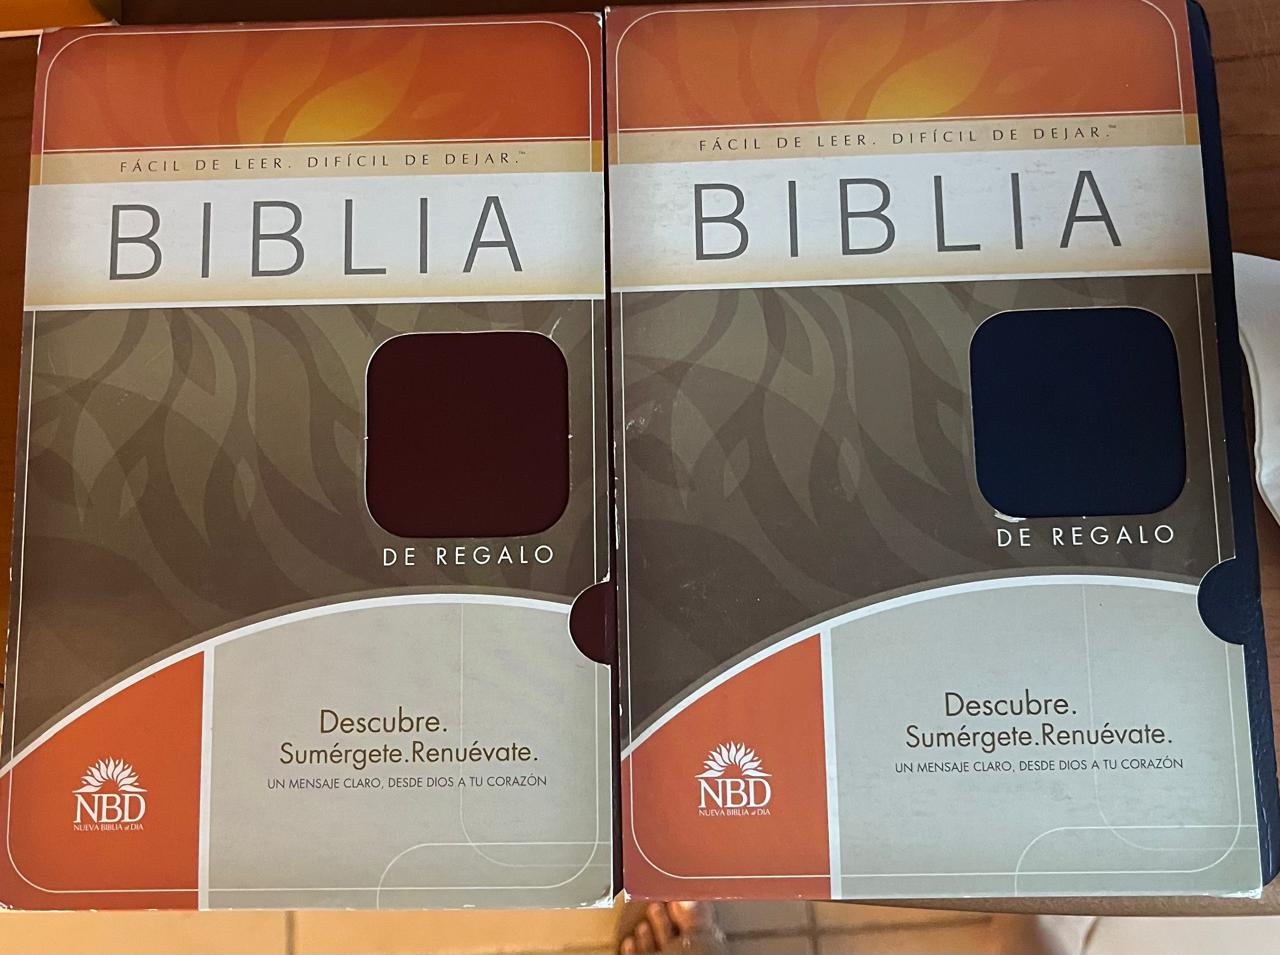 FÁCIL DE LEER. DIFÍCIL DE DEJAR.™
BIBLIA
DE REGALO
Descubre.
Sumérgete.Renuévate.
UN MENSAJE CLARO, DESDE DIOS A TU CORAZÓN
NBD
NUEVA BIBLIA al DIA
FÁCIL DE LEER. DIFÍCIL DE DEJAR.™
BIBLIA
DE REGALO
Descubre.
Sumérgete.Renuévate.
UN MENSAJE CLARO, DESDE DIOS A TU CORAZÓN
NBD
NUEVA BIBLIA al DIA